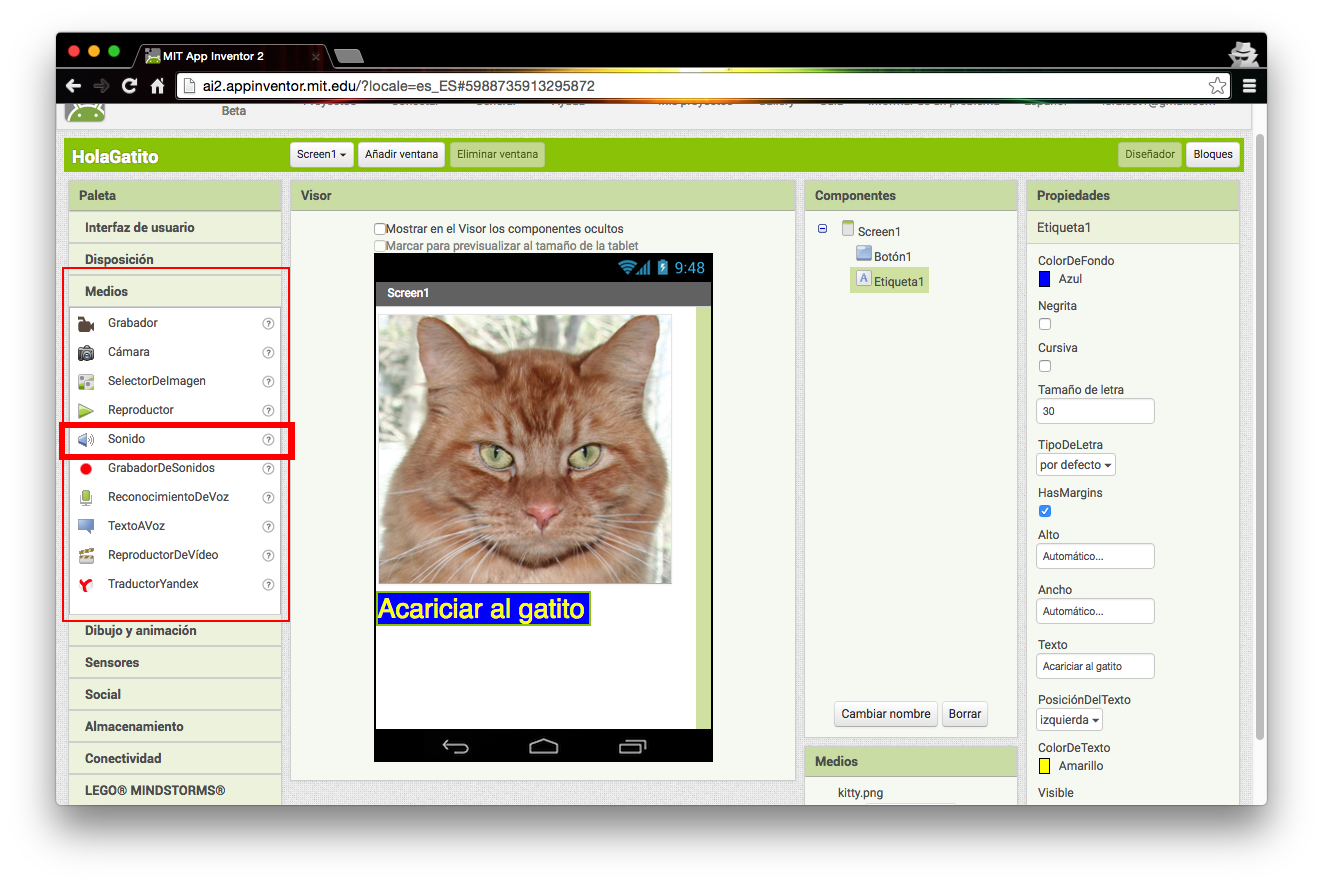 MIT App Inventor 2
ai2.appinventor.mit.edu/?locale=es_ES#5988735913295872
Beta
HolaGatito
Screen1
Añadir ventana
Eliminar ventana
Diseñador
Bloques
Paleta
Interfaz de usuario
Disposición
Medios
Grabador
Cámara
SelectorDeImagen
Reproductor
Sonido
GrabadorDeSonidos
ReconocimientoDeVoz
TextoAVoz
ReproductorDeVídeo
TraductorYandex
Dibujo y animación
Sensores
Social
Almacenamiento
Conectividad
LEGO® MINDSTORMS®
Visor
Mostrar en el Visor los componentes ocultos
Marcar para previsualizar al tamaño de la tablet
9:48
Screen1
Acariciar al gatito
Componentes
Screen1
Botón1
A Etiqueta1
Cambiar nombre
Borrar
Medios
kitty.png
Propiedades
Etiqueta1
ColorDeFondo
Azul
Negrita
Cursiva
Tamaño de letra
30
TipoDeLetra
por defecto
HasMargins
Alto
Automático...
Ancho
Automático...
Texto
Acariciar al gatito
PosiciónDelTexto
izquierda
ColorDeTexto
Amarillo
Visible